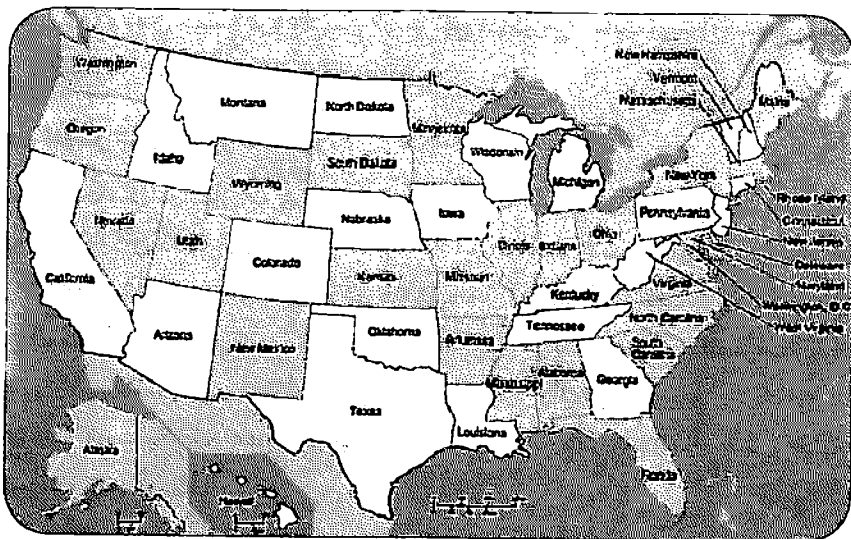 New Hampshire
Vermont
Massachusetts
Maine
Washington
Montana
North Dakota
Minnesota
Oregon
Idaho
Wisconsin
South Dakota
Wyoming
Michigan
New York
Rhode Island
Connecticut
New Jersey
Pennsylvania
Iowa
Nebraska
Nevada
Utah
Illinois
Indiana
Ohio
Delaware
Maryland
Colorado
California
Kansas
Missouri
Virginia
Kentucky
Washington, D.C
West Virginia
North Carolina
Tennessee
Oklahoma
Arizona
New Mexico
Arkansas
South
Carolina
Mississippi
Alabama
Georgia
Texas
Louisiana
Alaska
Florida
Hawaii